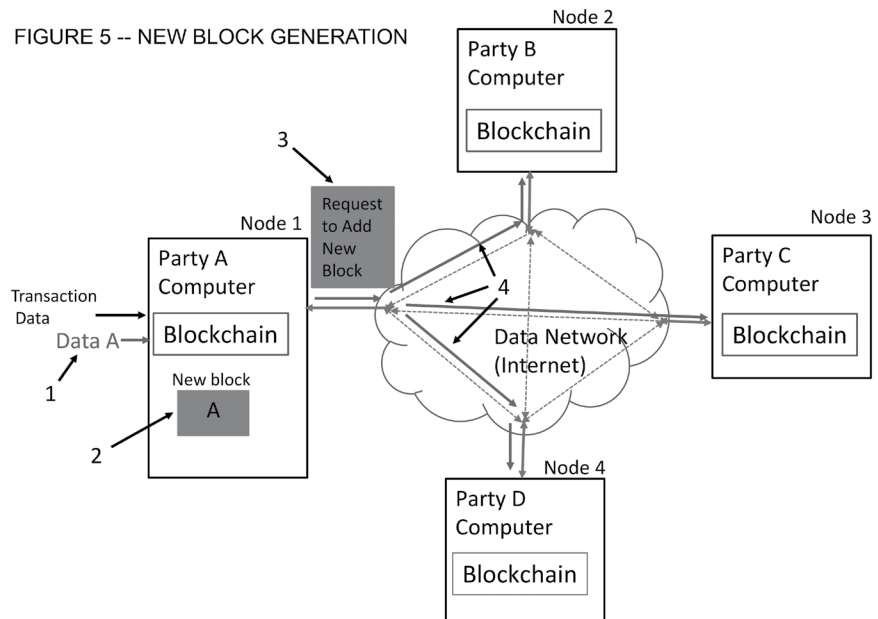 FIGURE 5 -- NEW BLOCK GENERATION
Node 2
Party B
Computer
Blockchain
3
Request
to Add
New
Block
Node 1
Party A
Computer
Transaction
Data
Data A
Blockchain
1
New block
A
2
4
Data Network
(Internet)
Node 3
Party C
Computer
Blockchain
Node 4
Party D
Computer
Blockchain